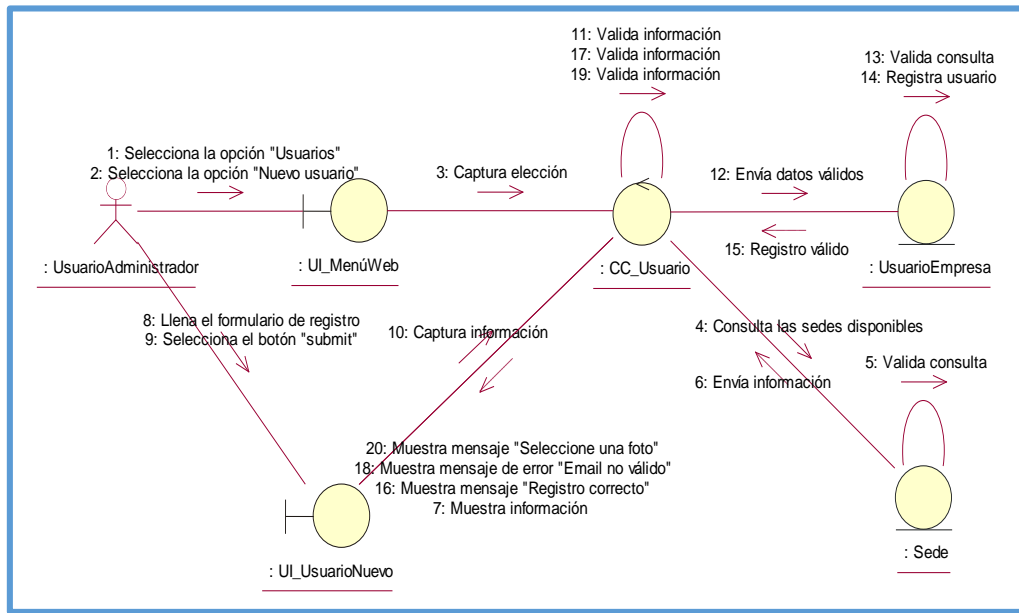 11: Valida información
17: Valida información
19: Valida información
13: Valida consulta
14: Registra usuario
1: Selecciona la opción "Usuarios"
2: Selecciona la opción "Nuevo usuario"
3: Captura elección
12: Envía datos válidos
15: Registro válido
: UsuarioAdministrador
: UI_MenúWeb
: CC_Usuario
: UsuarioEmpresa
8: Llena el formulario de registro
9: Selecciona el botón "submit"
10: Captura información
4: Consulta las sedes disponibles
6: Envía información
5: Valida consulta
20: Muestra mensaje "Seleccione una foto"
18: Muestra mensaje de error "Email no válido"
16: Muestra mensaje "Registro correcto"
7: Muestra información
: UI_UsuarioNuevo
: Sede